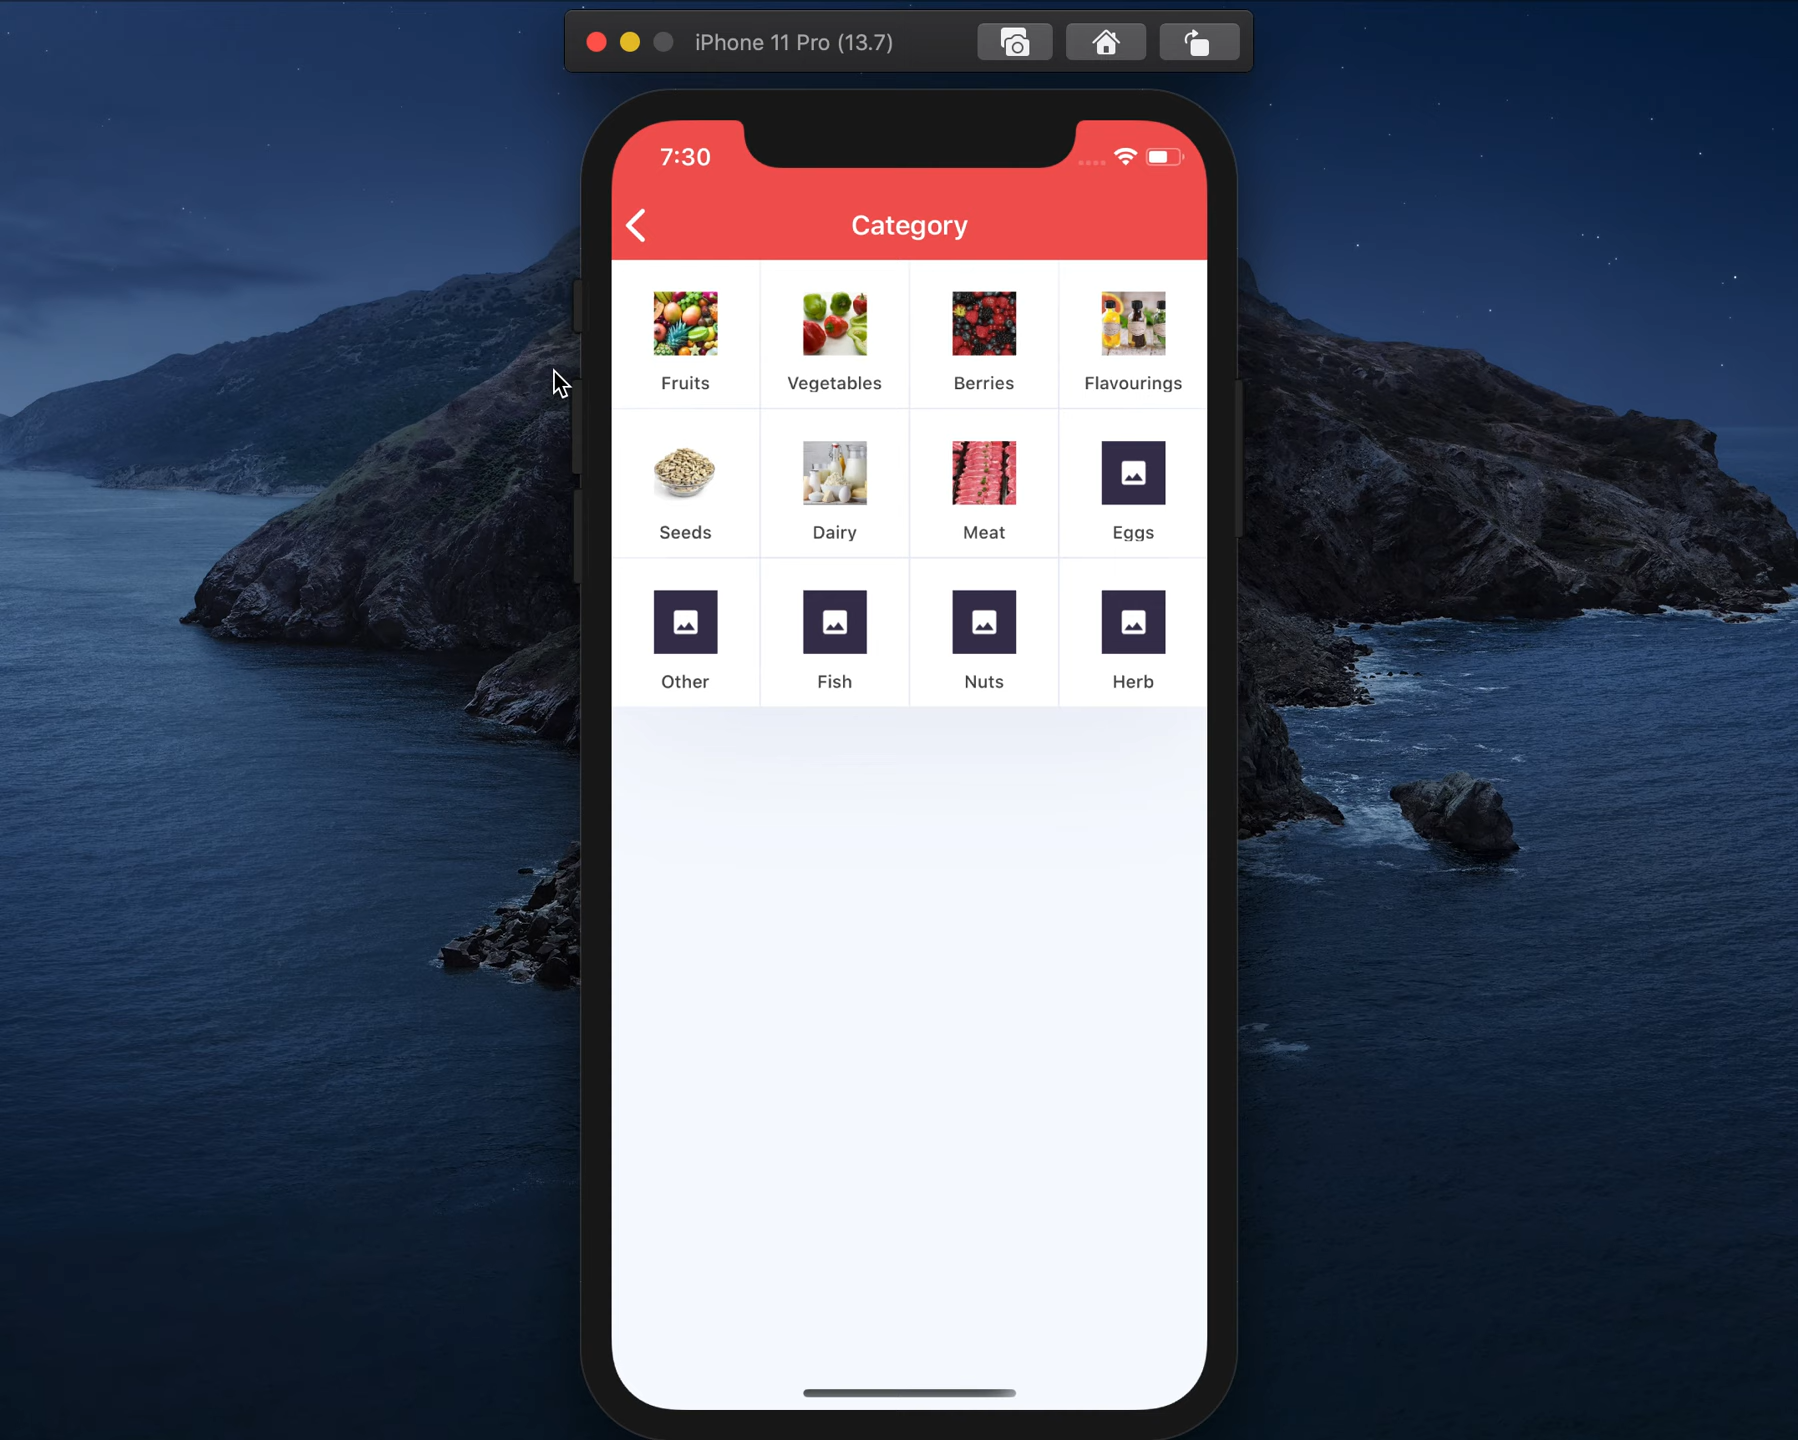 iPhone 11 Pro (13.7)
7:30
Category
Fruits
Vegetables
Berries
Flavourings
Seeds
Dairy
Meat
Eggs
Other
Fish
Nuts
Herb